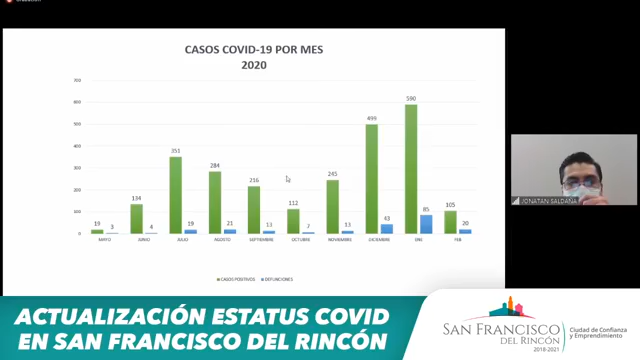 CASOS COVID-19 POR MES
2020
700
600
500
400
300
200
100
0
19 3
134 4
351 19
284 21
216 13
112 7
245 13
499 43
590 85
105 20
MAYO JUNIO JULIO AGOSTO SEPTIEMBRE OCTUBRE NOVIEMBRE DICIEMBRE ENE FEB
CASOS POSITIVOS DEFUNCIONES
JONATAN SALDAÑA
ACTUALIZACIÓN ESTATUS COVID
EN SAN FRANCISCO DEL RINCÓN
SAN FRANCISCO
DEL RINCÓN
2018-2021
Ciudad de Confianza
y Emprendimiento